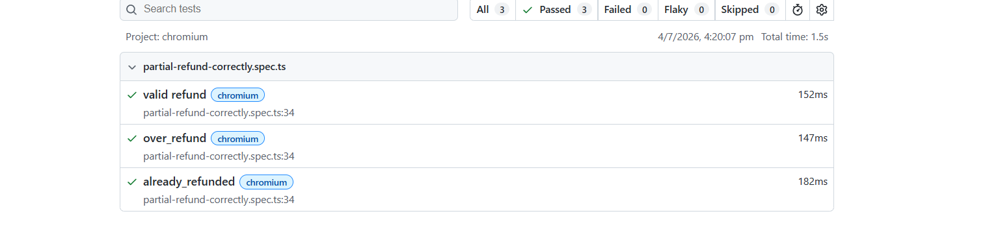 Search tests
All 3 Passed 3 Failed 0 Flaky 0 Skipped 0
Project: chromium 4/7/2026, 4:20:07 pm Total time: 1.5s
partial-refund-correctly.spec.ts
valid refund chromium 152ms
partial-refund-correctly.spec.ts:34
over_refund chromium 147ms
partial-refund-correctly.spec.ts:34
already_refunded chromium 182ms
partial-refund-correctly.spec.ts:34